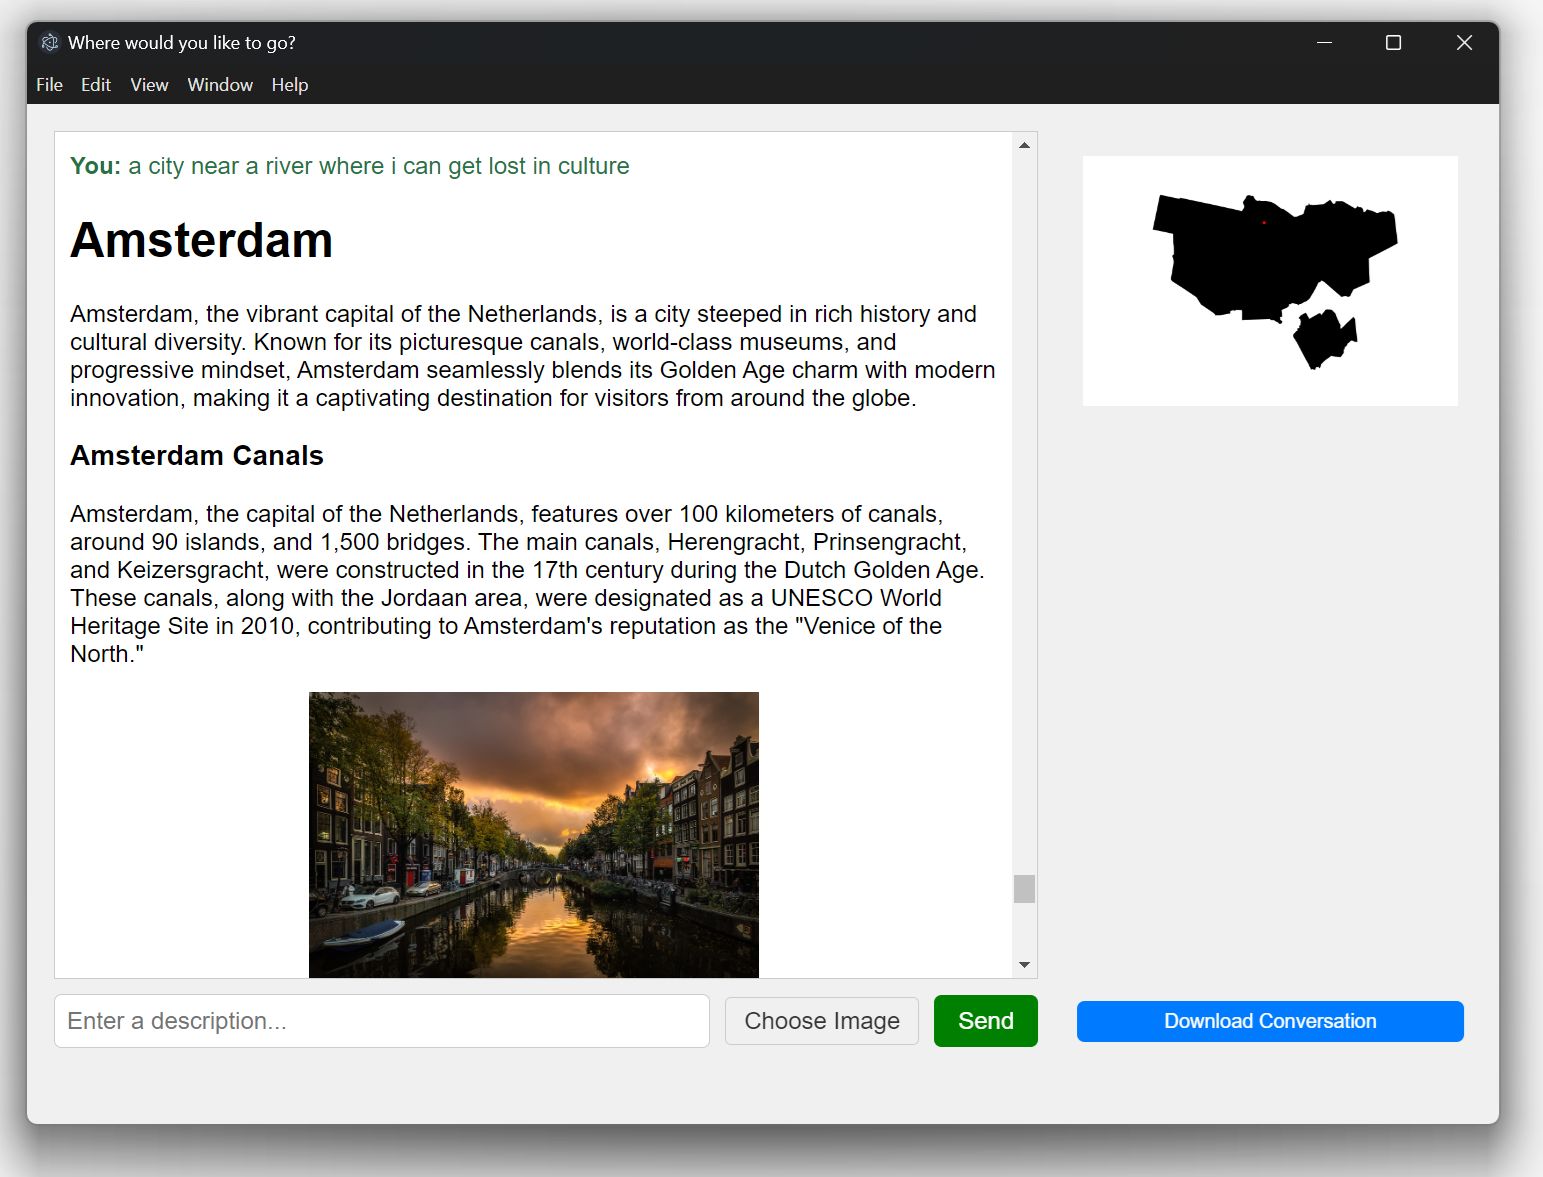 Where would you like to go?
File Edit View Window Help
You: a city near a river where i can get lost in culture
Amsterdam
Amsterdam, the vibrant capital of the Netherlands, is a city steeped in rich history and
cultural diversity. Known for its picturesque canals, world-class museums, and
progressive mindset, Amsterdam seamlessly blends its Golden Age charm with modern
innovation, making it a captivating destination for visitors from around the globe.
Amsterdam Canals
Amsterdam, the capital of the Netherlands, features over 100 kilometers of canals,
around 90 islands, and 1,500 bridges. The main canals, Herengracht, Prinsengracht,
and Keizersgracht, were constructed in the 17th century during the Dutch Golden Age.
These canals, along with the Jordaan area, were designated as a UNESCO World
Heritage Site in 2010, contributing to Amsterdam's reputation as the "Venice of the
North."
Enter a description...
Choose Image
Send
Download Conversation